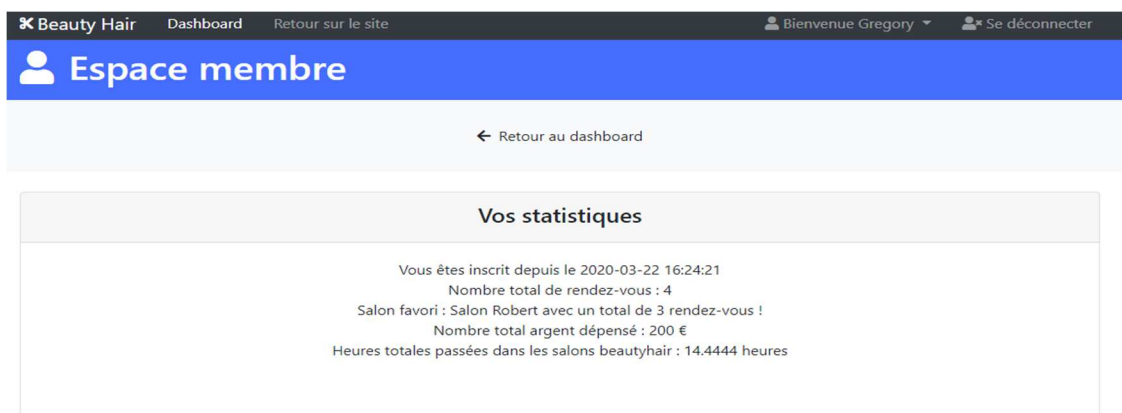 Beauty Hair Dashboard Retour sur le site Bienvenue Gregory Se déconnecter
Espace membre
Retour au dashboard
Vos statistiques
Vous êtes inscrit depuis le 2020-03-22 16:24:21
Nombre total de rendez-vous : 4
Salon favori : Salon Robert avec un total de 3 rendez-vous !
Nombre total argent dépensé : 200 €
Heures totales passées dans les salons beautyhair : 14.4444 heures